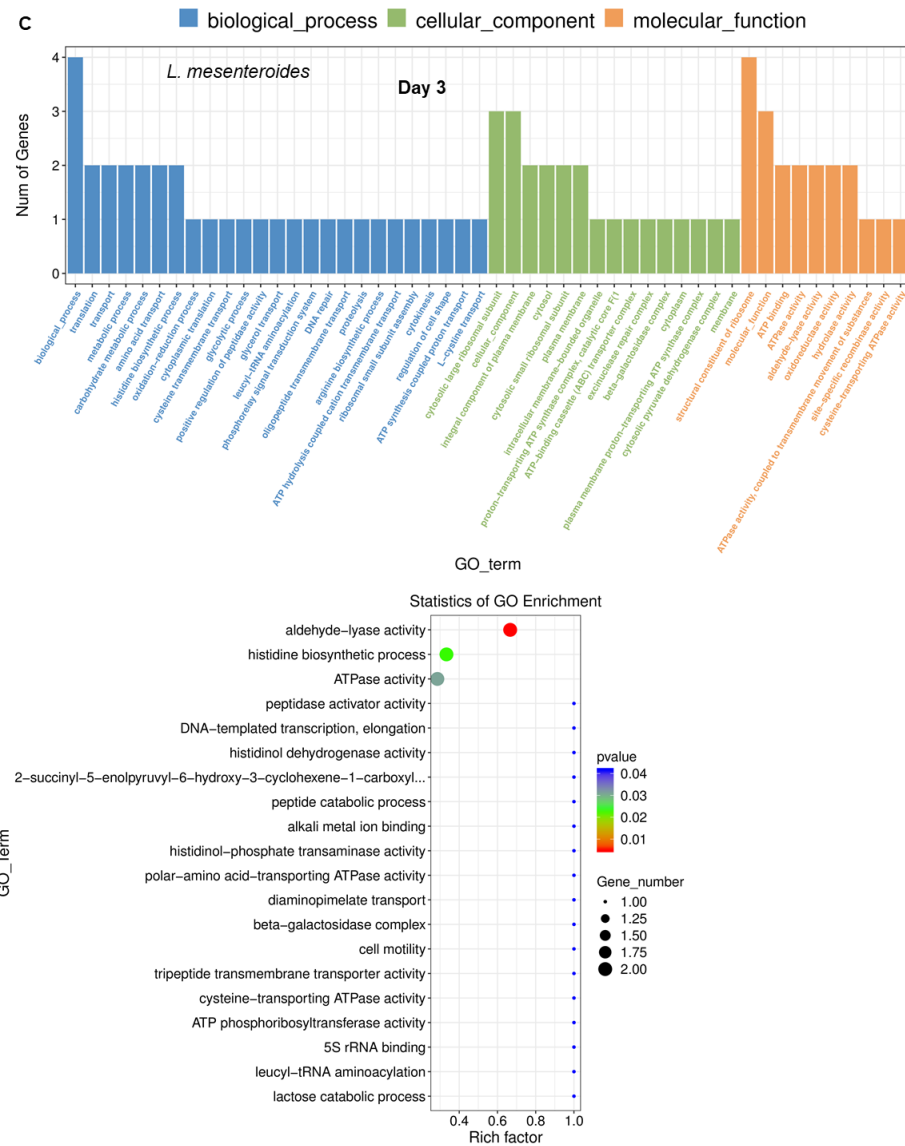 C
biological_process cellular_component molecular_function
L. mesenteroides
Day 3
Num of Genes
4
3
2
1
0
biological_process
translation
transport
metabolic process
carbohydrate metabolic process
amino acid transport
histidine biosynthetic process
oxidation−reduction process
cytoplasmic translation
cysteine transmembrane transport
glycolytic process
positive regulation of peptidase activity
glycerol transport
leucyl−tRNA aminoacylation
phosphorelay signal transduction system
DNA repair
oligopeptide transmembrane transport
proteolysis
arginine biosynthetic process
ATP hydrolysis coupled cation transmembrane transport
ribosomal small subunit assembly
cytokinesis
regulation of cell shape
ATP synthesis coupled proton transport
L−cystine transport
cytosolic large ribosomal subunit
cellular_component
integral component of plasma membrane
cytosol
cytosolic small ribosomal subunit
plasma membrane
intracellular membrane−bounded organelle
proton−transporting ATP synthase complex, catalytic core F(1
ATP−binding cassette (ABC) transporter complex
excinuclease repair complex
beta−galactosidase complex
cytoplasm
plasma membrane proton−transporting ATP synthase complex
cytosolic pyruvate dehydrogenase complex
membrane
structural constituent of ribosome
molecular_function
ATP binding
ATPase activity
aldehyde−lyase activity
oxidoreductase activity
hydrolase activity
ATPase activity, coupled to transmembrane movement of substances
site−specific recombinase activity
cysteine−transporting ATPase activity
GO_term
Statistics of GO Enrichment
GO_Term
aldehyde−lyase activity
histidine biosynthetic process
ATPase activity
peptidase activator activity
DNA−templated transcription, elongation
histidinol dehydrogenase activity
2−succinyl−5−enolpyruvyl−6−hydroxy−3−cyclohexene−1−carboxyl...
peptide catabolic process
alkali metal ion binding
histidinol−phosphate transaminase activity
polar−amino acid−transporting ATPase activity
diaminopimelate transport
beta−galactosidase complex
cell motility
tripeptide transmembrane transporter activity
cysteine−transporting ATPase activity
ATP phosphoribosyltransferase activity
5S rRNA binding
leucyl−tRNA aminoacylation
lactose catabolic process
0.4 0.6 0.8 1.0
Rich factor
pvalue
0.04
0.03
0.02
0.01
Gene_number
1.00
1.25
1.50
1.75
2.00